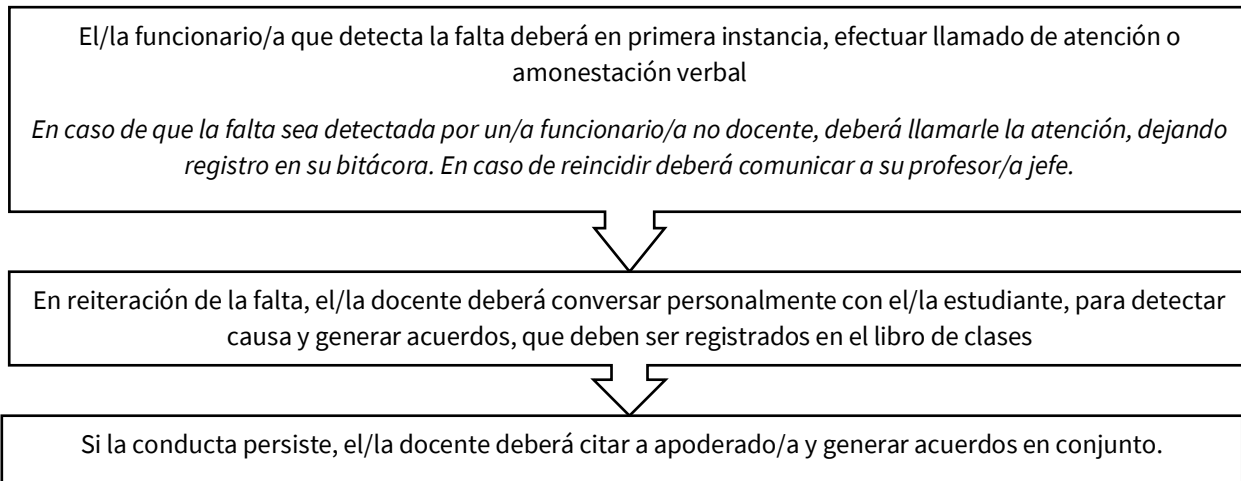 El/la funcionario/a que detecta la falta deberá en primera instancia, efectuar llamado de atención o
amonestación verbal
En caso de que la falta sea detectada por un/a funcionario/a no docente, deberá llamarle la atención, dejando
registro en su bitácora. En caso de reincidir deberá comunicar a su profesor/a jefe.
En reiteración de la falta, el/la docente deberá conversar personalmente con el/la estudiante, para detectar
causa y generar acuerdos, que deben ser registrados en el libro de clases
Si la conducta persiste, el/la docente deberá citar a apoderado/a y generar acuerdos en conjunto.